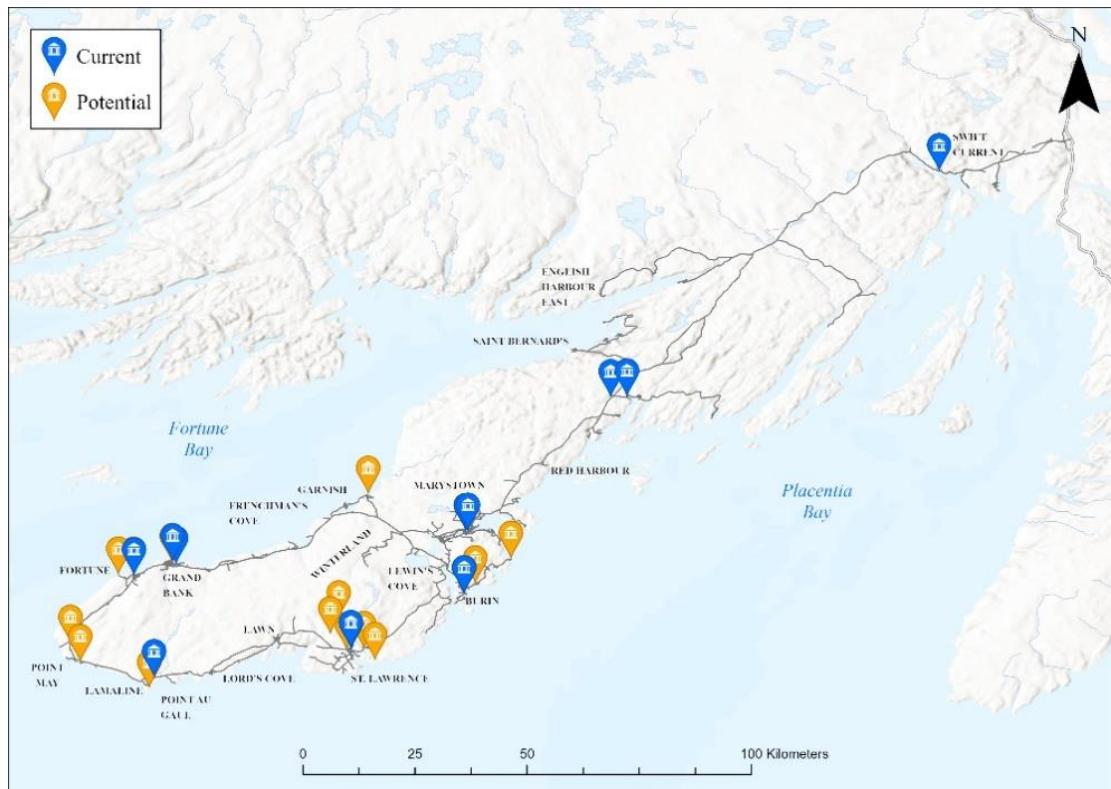 Current
Potential
N
SWIFT
CURRENT
ENGLISH
HARBOUR
EAST
SAINT BERNARD'S
Fortune
Bay
RED HARBOUR
GARNISH
MARYSTOWN
FRENCHMAN'S
COVE
Placentia
Bay
WINTERLAND
FORTUNE
GRAND
BANK
LEWIN'S
COVE
BURIN
LAWN
POINT
MAY
LAMALINE
POINT AU
GAUL
LORD'S COVE
ST. LAWRENCE
0 25 50 100 Kilometers